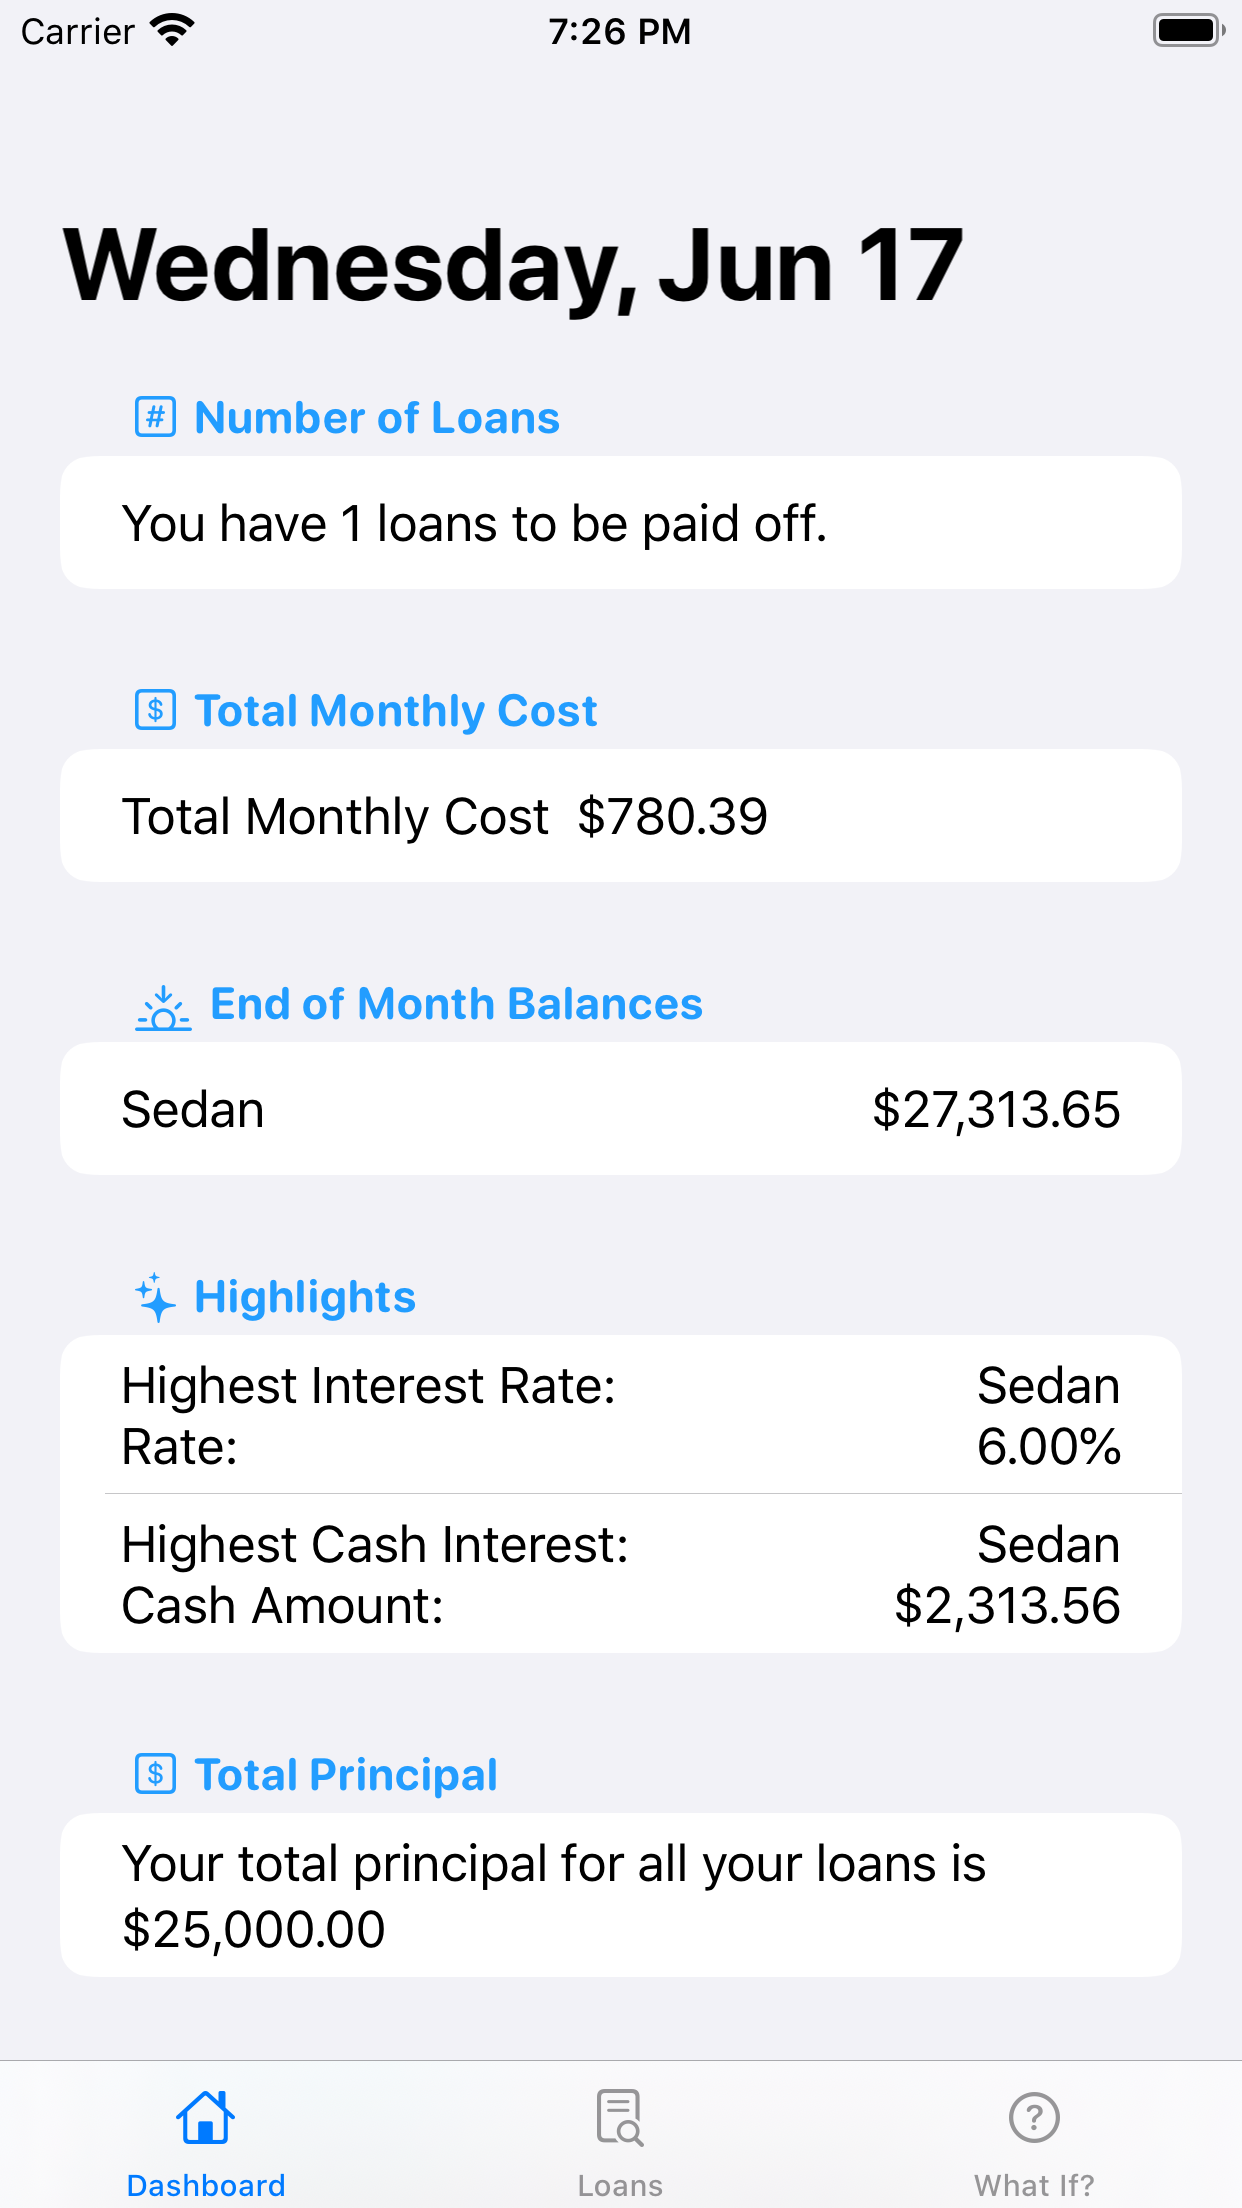 Carrier 7:26 PM
Wednesday, Jun 17
# Number of Loans
You have 1 loans to be paid off.
$ Total Monthly Cost
Total Monthly Cost $780.39
End of Month Balances
Sedan $27,313.65
Highlights
Highest Interest Rate: Sedan
Rate: 6.00%
Highest Cash Interest: Sedan
Cash Amount: $2,313.56
$ Total Principal
Your total principal for all your loans is
$25,000.00
?
Dashboard Loans What If?